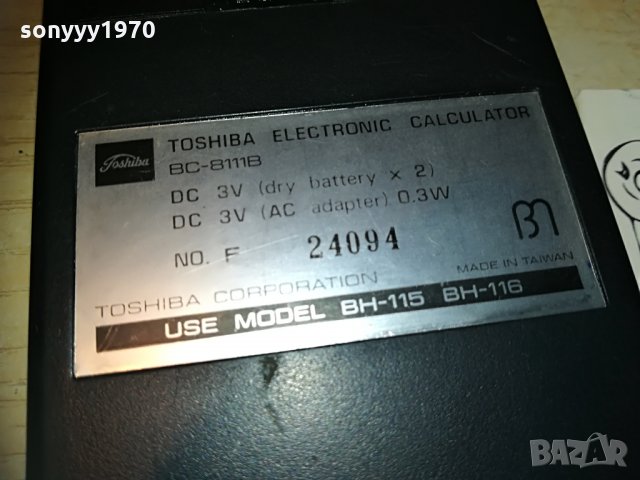 sonyyy1970
Toshiba
TOSHIBA ELECTRONIC CALCULATOR
BC-8111B
DC 3V (dry battery × 2)
DC 3V (AC adapter) 0.3W
NO. F 24094
MADE IN TAIWAN
TOSHIBA CORPORATION
USE MODEL BH-115 BH-116
BAZAR